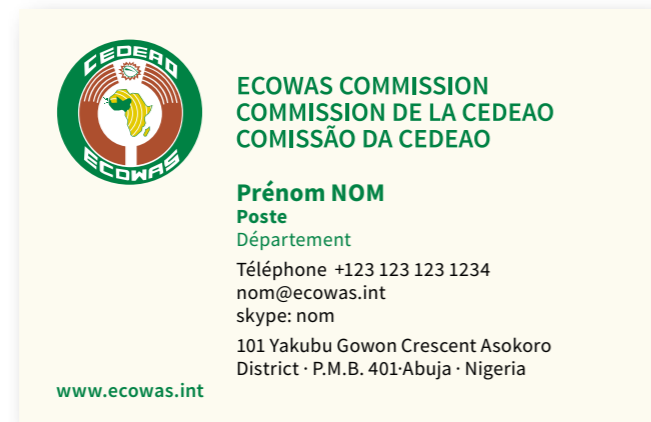 CEDEAO
ECOWAS
ECOWAS COMMISSION
COMMISSION DE LA CEDEAO
COMISSÃO DA CEDEAO
Prénom NOM
Poste
Département
Téléphone +123 123 123 1234
nom@ecowas.int
skype: nom
101 Yakubu Gowon Crescent Asokoro
District · P.M.B. 401·Abuja · Nigeria
www.ecowas.int